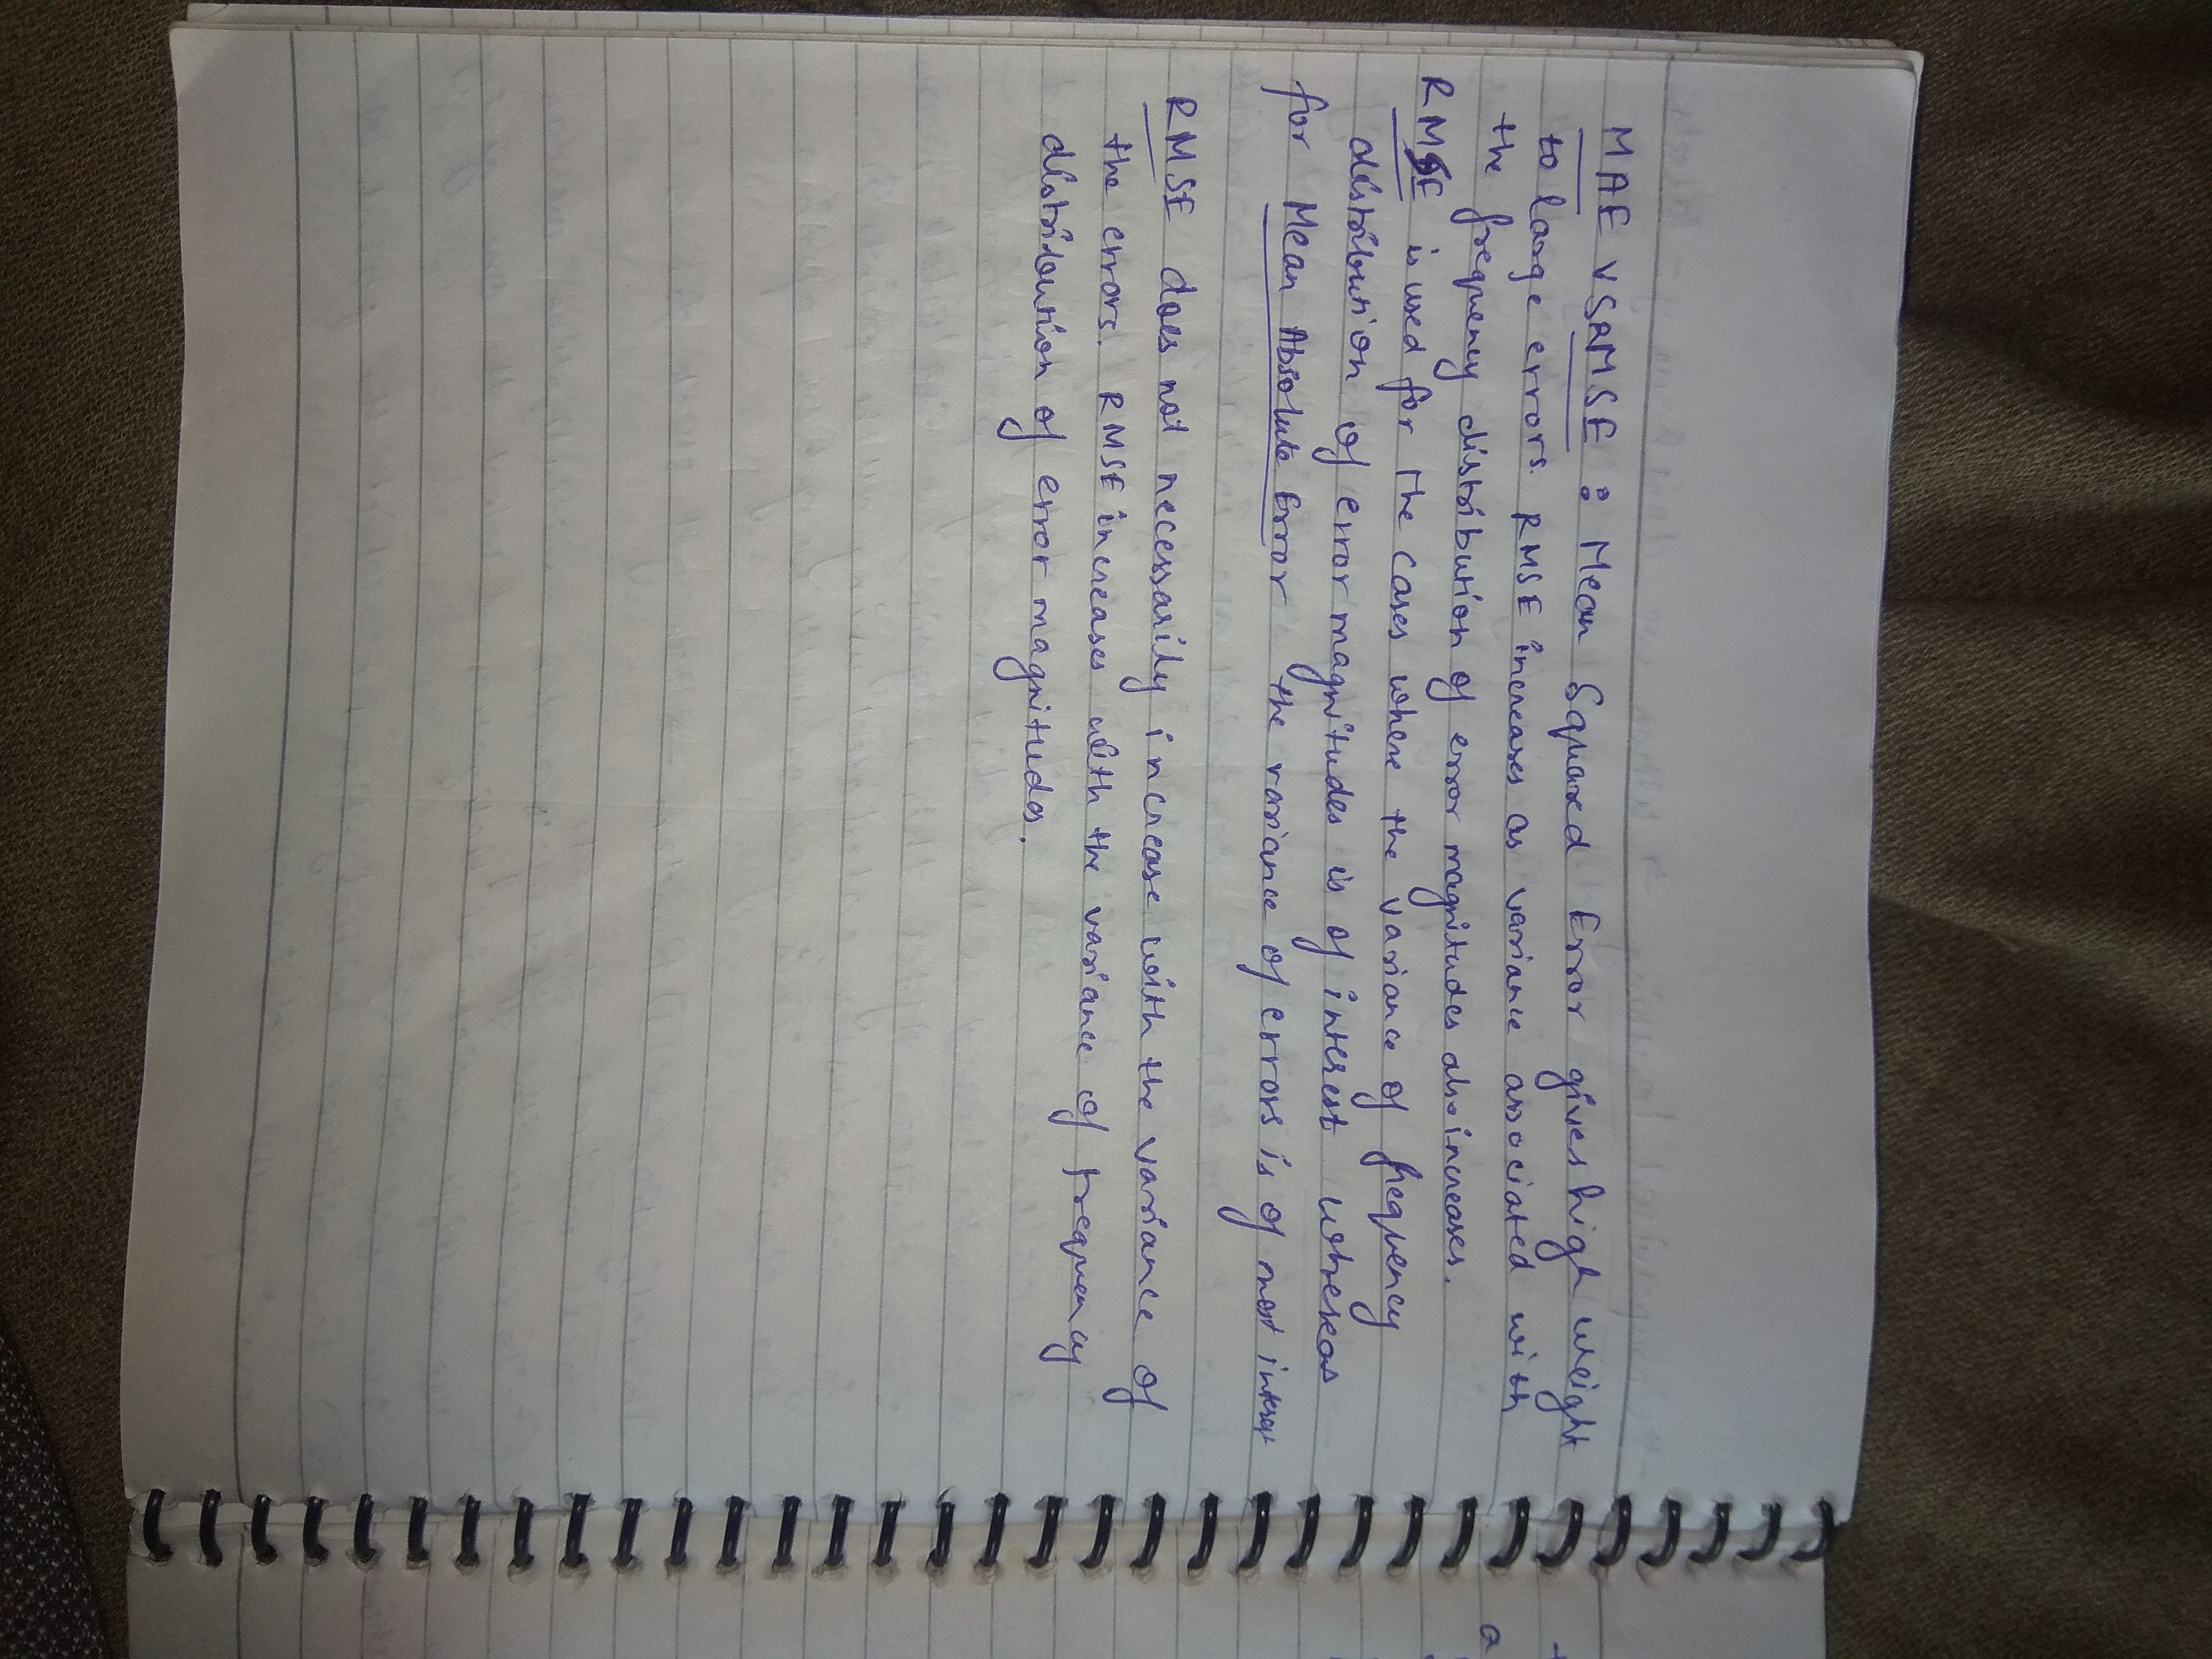 MAE VS RMSE : Mean Squared Error gives high weight
to large errors. RMSE increases as variance associated with
the frequency distribution of error magnitudes also increases.
RMSE is used for the cases where the variance of frequency
distribution of error magnitudes is of interest whereas
for Mean Absolute Error the variance of errors is of most interest
RMSE does not necessarily increase with the variance of
the errors. RMSE increases with the variance of frequency
distribution of error magnitudes.
a